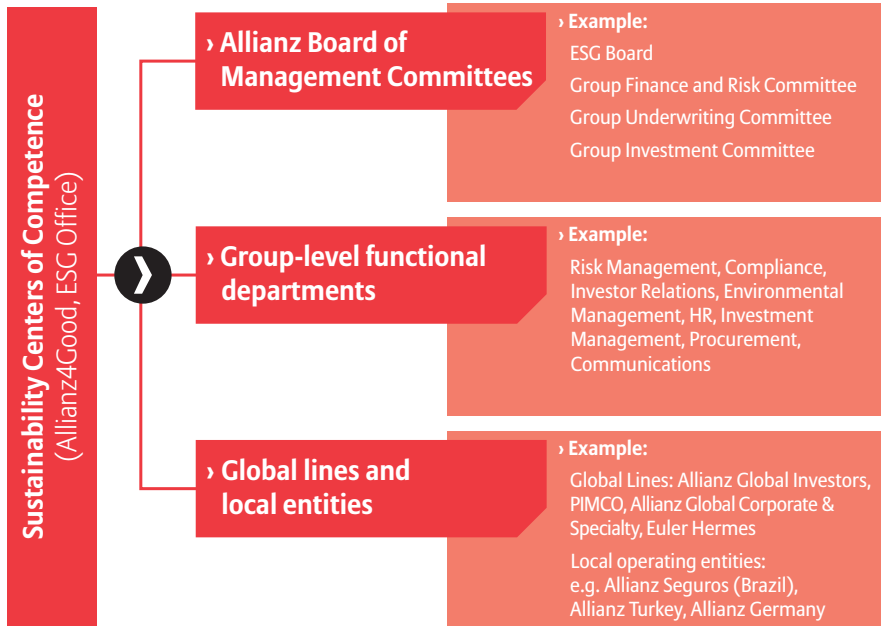 Sustainability Centers of Competence
(Allianz4Good, ESG Office)
› Allianz Board of
Management Committees
› Example:
ESG Board
Group Finance and Risk Committee
Group Underwriting Committee
Group Investment Committee
› Group-level functional
departments
› Example:
Risk Management, Compliance,
Investor Relations, Environmental
Management, HR, Investment
Management, Procurement,
Communications
› Global lines and
local entities
› Example:
Global Lines: Allianz Global Investors,
PIMCO, Allianz Global Corporate &
Specialty, Euler Hermes
Local operating entities:
e.g. Allianz Seguros (Brazil),
Allianz Turkey, Allianz Germany